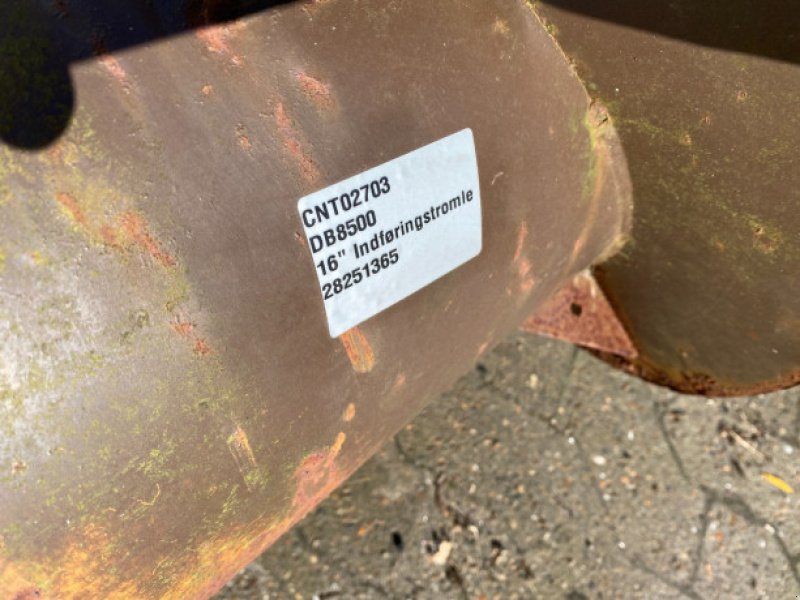 CNT02703
DB8500
16" Indføringstromle
28251365